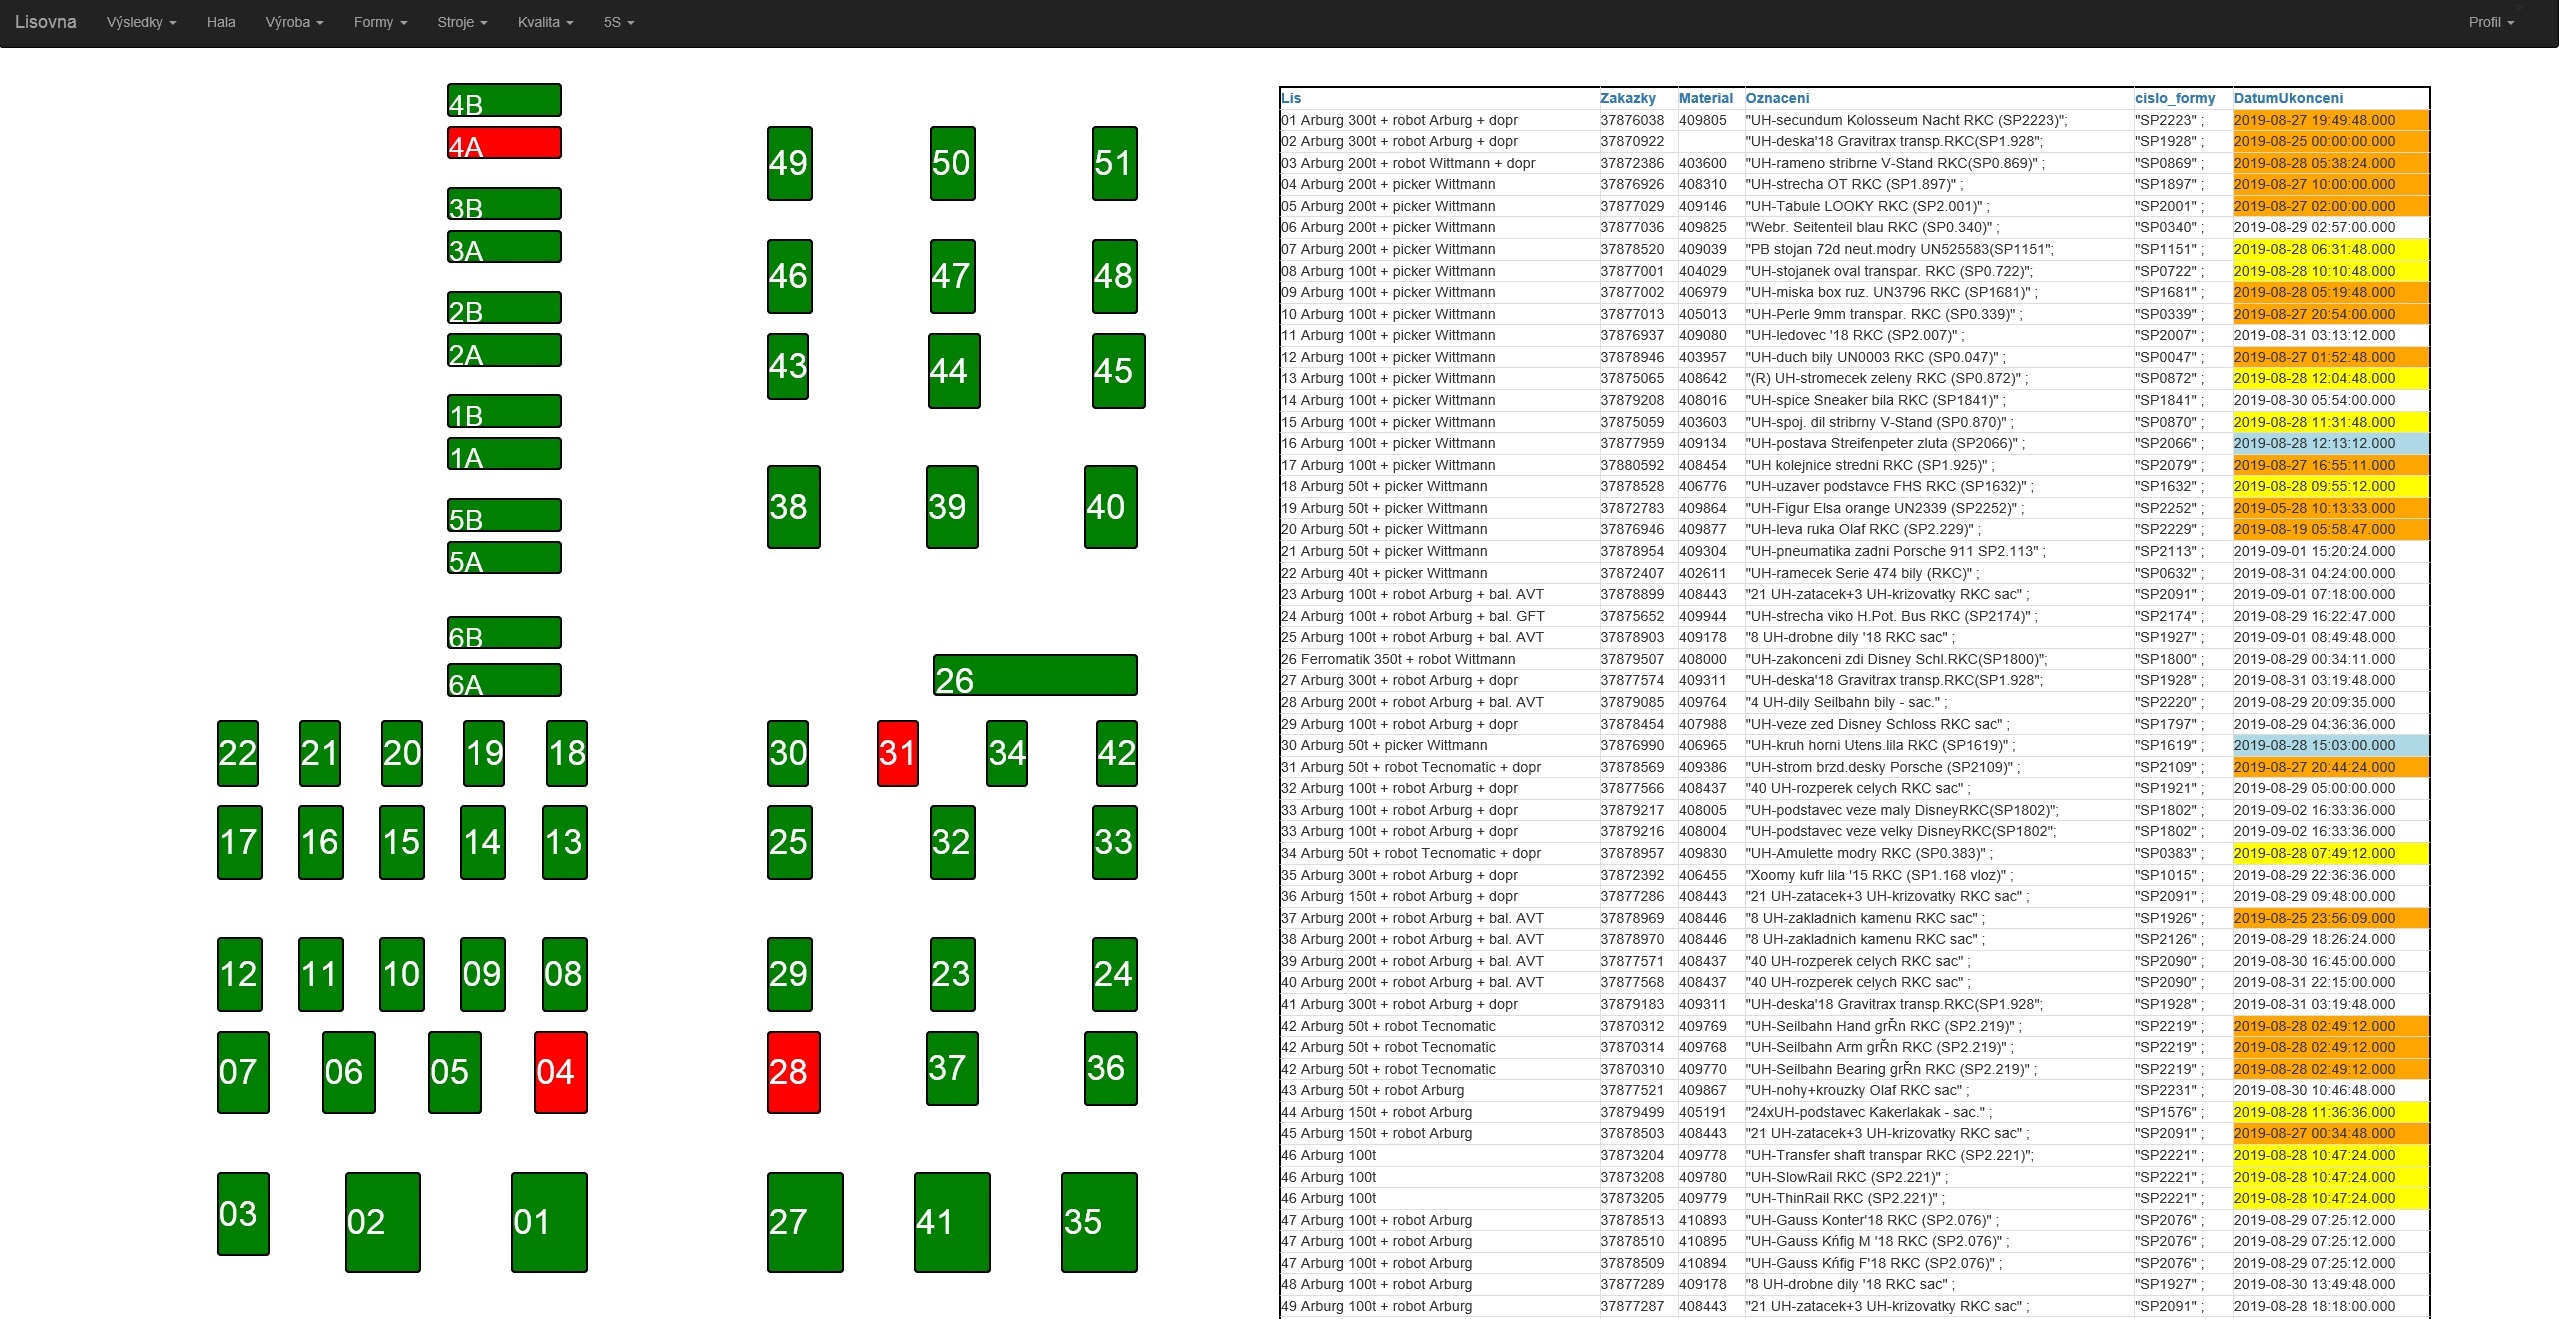 Lisovna Výsledky Hala Výroba Formy Stroje Kvalita 5S Profil
4B
4A
3B
3A
2B
2A
1B
1A
5B
5A
6B
6A
49 50 51
46 47 48
43 44 45
38 39 40
26
22 21 20 19 18 30 31 34 42
17 16 15 14 13 25 32 33
12 11 10 09 08 29 23 24
07 06 05 04 28 37 36
03 02 01 27 41 35
Lis Zakazky Material Oznaceni cislo_formy DatumUkonceni
01 Arburg 300t + robot Arburg + dopr 37876038 409805 "UH-secundum Kolosseum Nacht RKC (SP2223)"; "SP2223" ; 2019-08-27 19:49:48.000
02 Arburg 300t + robot Arburg + dopr 37870922 "UH-deska'18 Gravitrax transp.RKC(SP1.928"; "SP1928" ; 2019-08-25 00:00:00.000
03 Arburg 200t + robot Wittmann + dopr 37872386 403600 "UH-rameno stribrne V-Stand RKC(SP0.869)" ; "SP0869" ; 2019-08-28 05:38:24.000
04 Arburg 200t + picker Wittmann 37876926 408310 "UH-strecha OT RKC (SP1.897)" ; "SP1897" ; 2019-08-27 10:00:00.000
05 Arburg 200t + picker Wittmann 37877029 409146 "UH-Tabule LOOKY RKC (SP2.001)" ; "SP2001" ; 2019-08-27 02:00:00.000
06 Arburg 200t + picker Wittmann 37877036 409825 "Webr. Seitenteil blau RKC (SP0.340)" ; "SP0340" ; 2019-08-29 02:57:00.000
07 Arburg 200t + picker Wittmann 37878520 409039 "PB stojan 72d neut.modry UN525583(SP1151"; "SP1151" ; 2019-08-28 06:31:48.000
08 Arburg 100t + picker Wittmann 37877001 404029 "UH-stojanek oval transpar. RKC (SP0.722)"; "SP0722" ; 2019-08-28 10:10:48.000
09 Arburg 100t + picker Wittmann 37877002 406979 "UH-miska box ruz. UN3796 RKC (SP1681)" ; "SP1681" ; 2019-08-28 05:19:48.000
10 Arburg 100t + picker Wittmann 37877013 405013 "UH-Perle 9mm transpar. RKC (SP0.339)" ; "SP0339" ; 2019-08-27 20:54:00.000
11 Arburg 100t + picker Wittmann 37876937 409080 "UH-ledovec '18 RKC (SP2.007)" ; "SP2007" ; 2019-08-31 03:13:12.000
12 Arburg 100t + picker Wittmann 37878946 403957 "UH-duch bily UN0003 RKC (SP0.047)" ; "SP0047" ; 2019-08-27 01:52:48.000
13 Arburg 100t + picker Wittmann 37875065 408642 "(R) UH-stromecek zeleny RKC (SP0.872)" ; "SP0872" ; 2019-08-28 12:04:48.000
14 Arburg 100t + picker Wittmann 37879208 408016 "UH-spice Sneaker bila RKC (SP1841)" ; "SP1841" ; 2019-08-30 05:54:00.000
15 Arburg 100t + picker Wittmann 37875059 403603 "UH-spoj. dil stribrny V-Stand (SP0.870)" ; "SP0870" ; 2019-08-28 11:31:48.000
16 Arburg 100t + picker Wittmann 37877959 409134 "UH-postava Streifenpeter zluta (SP2066)" ; "SP2066" ; 2019-08-28 12:13:12.000
17 Arburg 100t + picker Wittmann 37880592 408454 "UH kolejnice stredni RKC (SP1.925)" ; "SP2079" ; 2019-08-27 16:55:11.000
18 Arburg 50t + picker Wittmann 37878528 406776 "UH-uzaver podstavce FHS RKC (SP1632)" ; "SP1632" ; 2019-08-28 09:55:12.000
19 Arburg 50t + picker Wittmann 37872783 409864 "UH-Figur Elsa orange UN2339 (SP2252)" ; "SP2252" ; 2019-05-28 10:13:33.000
20 Arburg 50t + picker Wittmann 37876946 409877 "UH-leva ruka Olaf RKC (SP2.229)" ; "SP2229" ; 2019-08-19 05:58:47.000
21 Arburg 50t + picker Wittmann 37878954 409304 "UH-pneumatika zadni Porsche 911 SP2.113" ; "SP2113" ; 2019-09-01 15:20:24.000
22 Arburg 40t + picker Wittmann 37872407 402611 "UH-ramecek Serie 474 bily (RKC)" ; "SP0632" ; 2019-08-31 04:24:00.000
23 Arburg 100t + robot Arburg + bal. AVT 37878899 408443 "21 UH-zatacek+3 UH-krizovatky RKC sac" ; "SP2091" ; 2019-09-01 07:18:00.000
24 Arburg 100t + robot Arburg + bal. GFT 37875652 409944 "UH-strecha viko H.Pot. Bus RKC (SP2174)" ; "SP2174" ; 2019-08-29 16:22:47.000
25 Arburg 100t + robot Arburg + bal. AVT 37878903 409178 "8 UH-drobne dily '18 RKC sac" ; "SP1927" ; 2019-09-01 08:49:48.000
26 Ferromatik 350t + robot Wittmann 37879507 408000 "UH-zakonceni zdi Disney Schl.RKC(SP1800)"; "SP1800" ; 2019-08-29 00:34:11.000
27 Arburg 300t + robot Arburg + dopr 37877574 409311 "UH-deska'18 Gravitrax transp.RKC(SP1.928"; "SP1928" ; 2019-08-31 03:19:48.000
28 Arburg 200t + robot Arburg + bal. AVT 37879085 409764 "4 UH-dily Seilbahn bily - sac." ; "SP2220" ; 2019-08-29 20:09:35.000
29 Arburg 100t + robot Arburg + dopr 37878454 407988 "UH-veze zed Disney Schloss RKC sac" ; "SP1797" ; 2019-08-29 04:36:36.000
30 Arburg 50t + picker Wittmann 37876990 406965 "UH-kruh horni Utens.lila RKC (SP1619)" ; "SP1619" ; 2019-08-28 15:03:00.000
31 Arburg 50t + robot Tecnomatic + dopr 37878569 409386 "UH-strom brzd.desky Porsche (SP2109)" ; "SP2109" ; 2019-08-27 20:44:24.000
32 Arburg 100t + robot Arburg + dopr 37877566 408437 "40 UH-rozperek celych RKC sac" ; "SP1921" ; 2019-08-29 05:00:00.000
33 Arburg 100t + robot Arburg + dopr 37879217 408005 "UH-podstavec veze maly DisneyRKC(SP1802)"; "SP1802" ; 2019-09-02 16:33:36.000
33 Arburg 100t + robot Arburg + dopr 37879216 408004 "UH-podstavec veze velky DisneyRKC(SP1802"; "SP1802" ; 2019-09-02 16:33:36.000
34 Arburg 50t + robot Tecnomatic + dopr 37878957 409830 "UH-Amulette modry RKC (SP0.383)" ; "SP0383" ; 2019-08-28 07:49:12.000
35 Arburg 300t + robot Arburg + dopr 37872392 406455 "Xoomy kufr lila '15 RKC (SP1.168 vloz)" ; "SP1015" ; 2019-08-29 22:36:36.000
36 Arburg 150t + robot Arburg + dopr 37877286 408443 "21 UH-zatacek+3 UH-krizovatky RKC sac" ; "SP2091" ; 2019-08-29 09:48:00.000
37 Arburg 200t + robot Arburg + bal. AVT 37878969 408446 "8 UH-zakladnich kamenu RKC sac" ; "SP1926" ; 2019-08-25 23:56:09.000
38 Arburg 200t + robot Arburg + bal. AVT 37878970 408446 "8 UH-zakladnich kamenu RKC sac" ; "SP2126" ; 2019-08-29 18:26:24.000
39 Arburg 200t + robot Arburg + bal. AVT 37877571 408437 "40 UH-rozperek celych RKC sac" ; "SP2090" ; 2019-08-30 16:45:00.000
40 Arburg 200t + robot Arburg + bal. AVT 37877568 408437 "40 UH-rozperek celych RKC sac" ; "SP2090" ; 2019-08-31 22:15:00.000
41 Arburg 300t + robot Arburg + dopr 37879183 409311 "UH-deska'18 Gravitrax transp.RKC(SP1.928"; "SP1928" ; 2019-08-31 03:19:48.000
42 Arburg 50t + robot Tecnomatic 37870312 409769 "UH-Seilbahn Hand grŘn RKC (SP2.219)" ; "SP2219" ; 2019-08-28 02:49:12.000
42 Arburg 50t + robot Tecnomatic 37870314 409768 "UH-Seilbahn Arm grŘn RKC (SP2.219)" ; "SP2219" ; 2019-08-28 02:49:12.000
42 Arburg 50t + robot Tecnomatic 37870310 409770 "UH-Seilbahn Bearing grŘn RKC (SP2.219)" ; "SP2219" ; 2019-08-28 02:49:12.000
43 Arburg 50t + robot Arburg 37877521 409867 "UH-nohy+krouzky Olaf RKC sac" ; "SP2231" ; 2019-08-30 10:46:48.000
44 Arburg 150t + robot Arburg 37879499 405191 "24xUH-podstavec Kakerlakak - sac." ; "SP1576" ; 2019-08-28 11:36:36.000
45 Arburg 150t + robot Arburg 37878503 408443 "21 UH-zatacek+3 UH-krizovatky RKC sac" ; "SP2091" ; 2019-08-27 00:34:48.000
46 Arburg 100t 37873204 409778 "UH-Transfer shaft transpar RKC (SP2.221)"; "SP2221" ; 2019-08-28 10:47:24.000
46 Arburg 100t 37873208 409780 "UH-SlowRail RKC (SP2.221)" ; "SP2221" ; 2019-08-28 10:47:24.000
46 Arburg 100t 37873205 409779 "UH-ThinRail RKC (SP2.221)" ; "SP2221" ; 2019-08-28 10:47:24.000
47 Arburg 100t + robot Arburg 37878513 410893 "UH-Gauss Konter'18 RKC (SP2.076)" ; "SP2076" ; 2019-08-29 07:25:12.000
47 Arburg 100t + robot Arburg 37878510 410895 "UH-Gauss Kńfig M '18 RKC (SP2.076)" ; "SP2076" ; 2019-08-29 07:25:12.000
47 Arburg 100t + robot Arburg 37878509 410894 "UH-Gauss Kńfig F'18 RKC (SP2.076)" ; "SP2076" ; 2019-08-29 07:25:12.000
48 Arburg 100t + robot Arburg 37877289 409178 "8 UH-drobne dily '18 RKC sac" ; "SP1927" ; 2019-08-30 13:49:48.000
49 Arburg 100t + robot Arburg 37877287 408443 "21 UH-zatacek+3 UH-krizovatky RKC sac" ; "SP2091" ; 2019-08-28 18:18:00.000